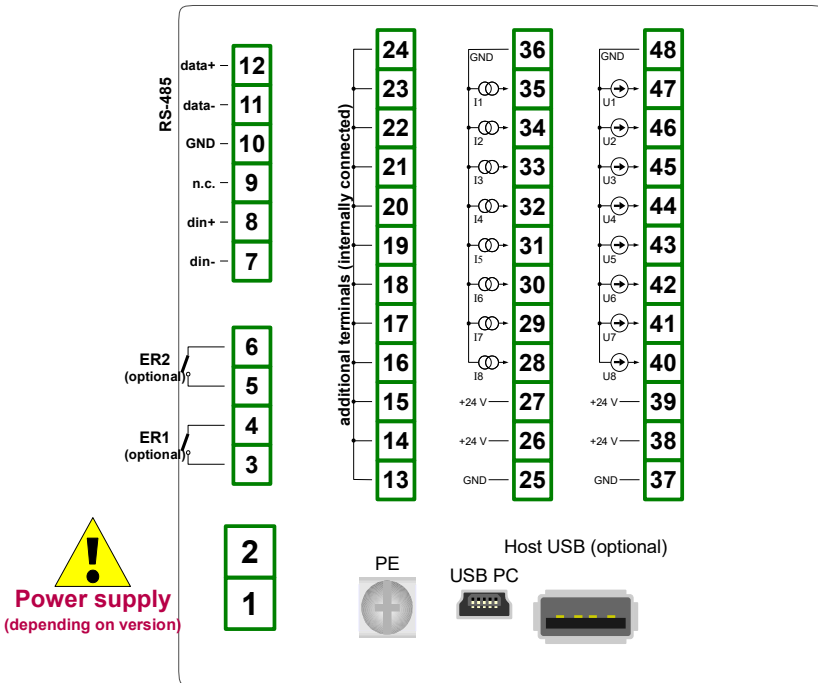 RS-485
data+ 12
data- 11
GND 10
n.c. 9
din+ 8
din- 7
ER2
(optional)
6
5
ER1
(optional)
4
3
2
1
Power supply
(depending on version)
additional terminals (internally connected)
24
23
22
21
20
19
18
17
16
15
14
13
GND 36
I1 35
I2 34
I3 33
I4 32
I5 31
I6 30
I7 29
I8 28
+24 V 27
+24 V 26
GND 25
GND 48
U1 47
U2 46
U3 45
U4 44
U5 43
U6 42
U7 41
U8 40
+24 V 39
+24 V 38
GND 37
PE
USB PC
Host USB (optional)